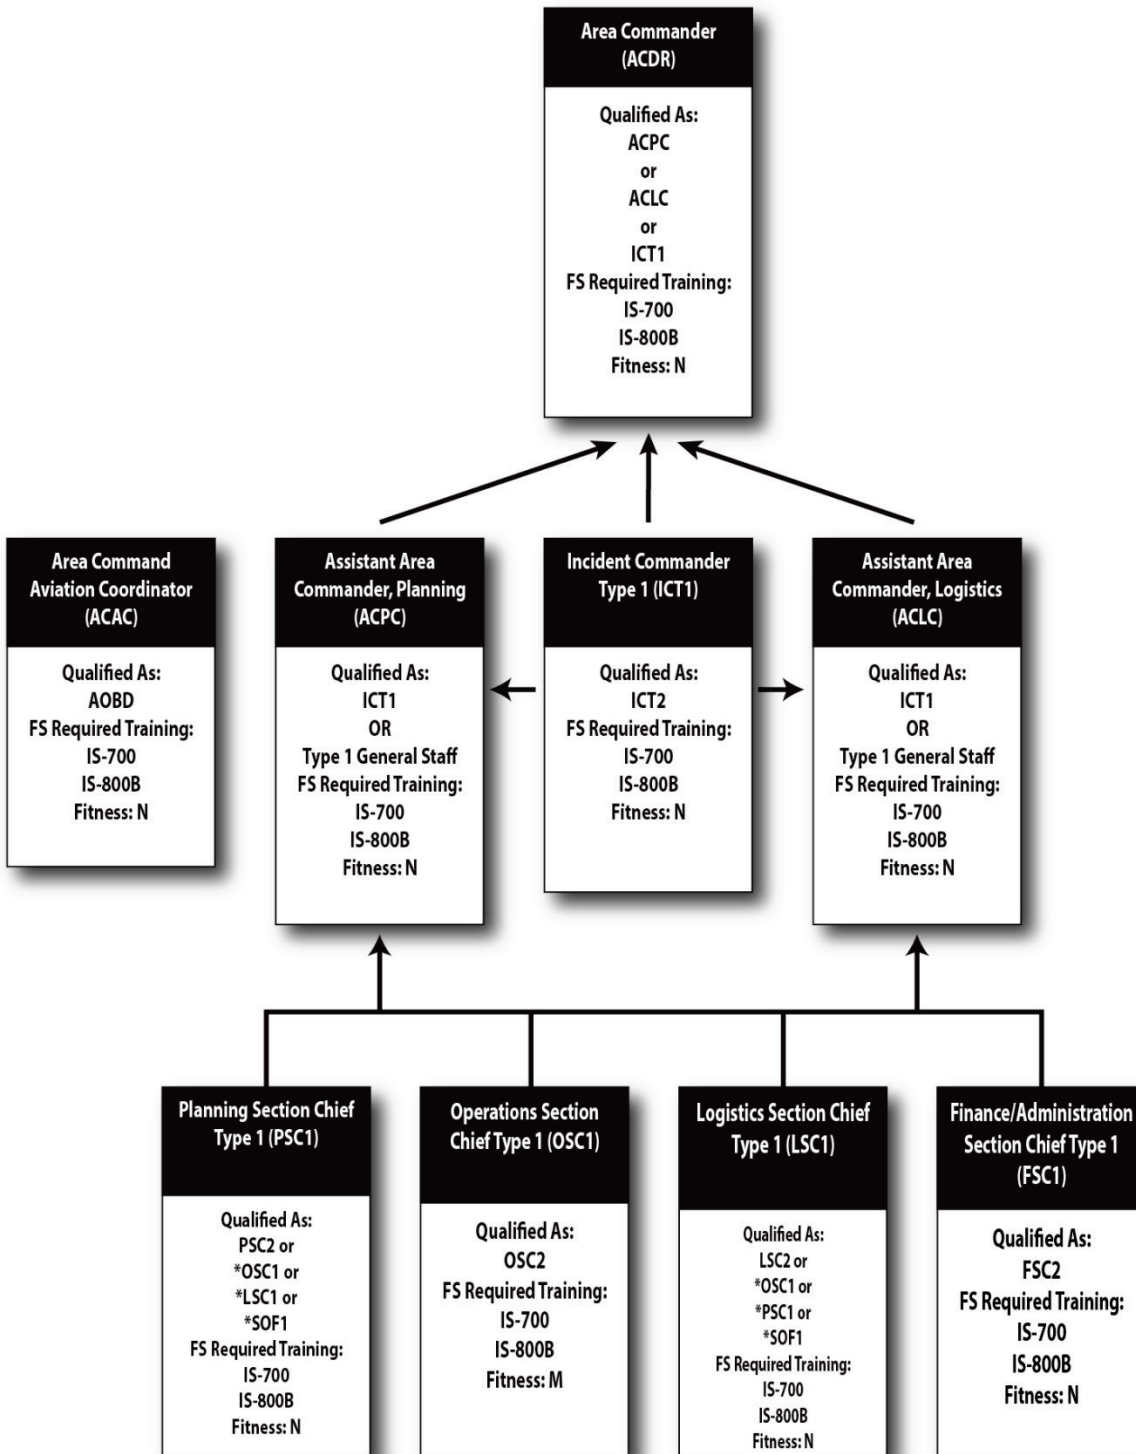 Area Commander
(ACDR)
Qualified As:
ACPC
or
ACLC
or
ICT1
FS Required Training:
IS-700
IS-800B
Fitness: N
Area Command
Aviation Coordinator
(ACAC)
Qualified As:
AOBD
FS Required Training:
IS-700
IS-800B
Fitness: N
Assistant Area
Commander, Planning
(ACPC)
Qualified As:
ICT1
OR
Type 1 General Staff
FS Required Training:
IS-700
IS-800B
Fitness: N
Incident Commander
Type 1 (ICT1)
Qualified As:
ICT2
FS Required Training:
IS-700
IS-800B
Fitness: N
Assistant Area
Commander, Logistics
(ACLC)
Qualified As:
ICT1
OR
Type 1 General Staff
FS Required Training:
IS-700
IS-800B
Fitness: N
Planning Section Chief
Type 1 (PSC1)
Qualified As:
PSC2 or
*OSC1 or
*LSC1 or
*SOF1
FS Required Training:
IS-700
IS-800B
Fitness: N
Operations Section
Chief Type 1 (OSC1)
Qualified As:
OSC2
FS Required Training:
IS-700
IS-800B
Fitness: M
Logistics Section Chief
Type 1 (LSC1)
Qualified As:
LSC2 or
*OSC1 or
*PSC1 or
*SOF1
FS Required Training:
IS-700
IS-800B
Fitness: N
Finance/Administration
Section Chief Type 1
(FSC1)
Qualified As:
FSC2
FS Required Training:
IS-700
IS-800B
Fitness: N